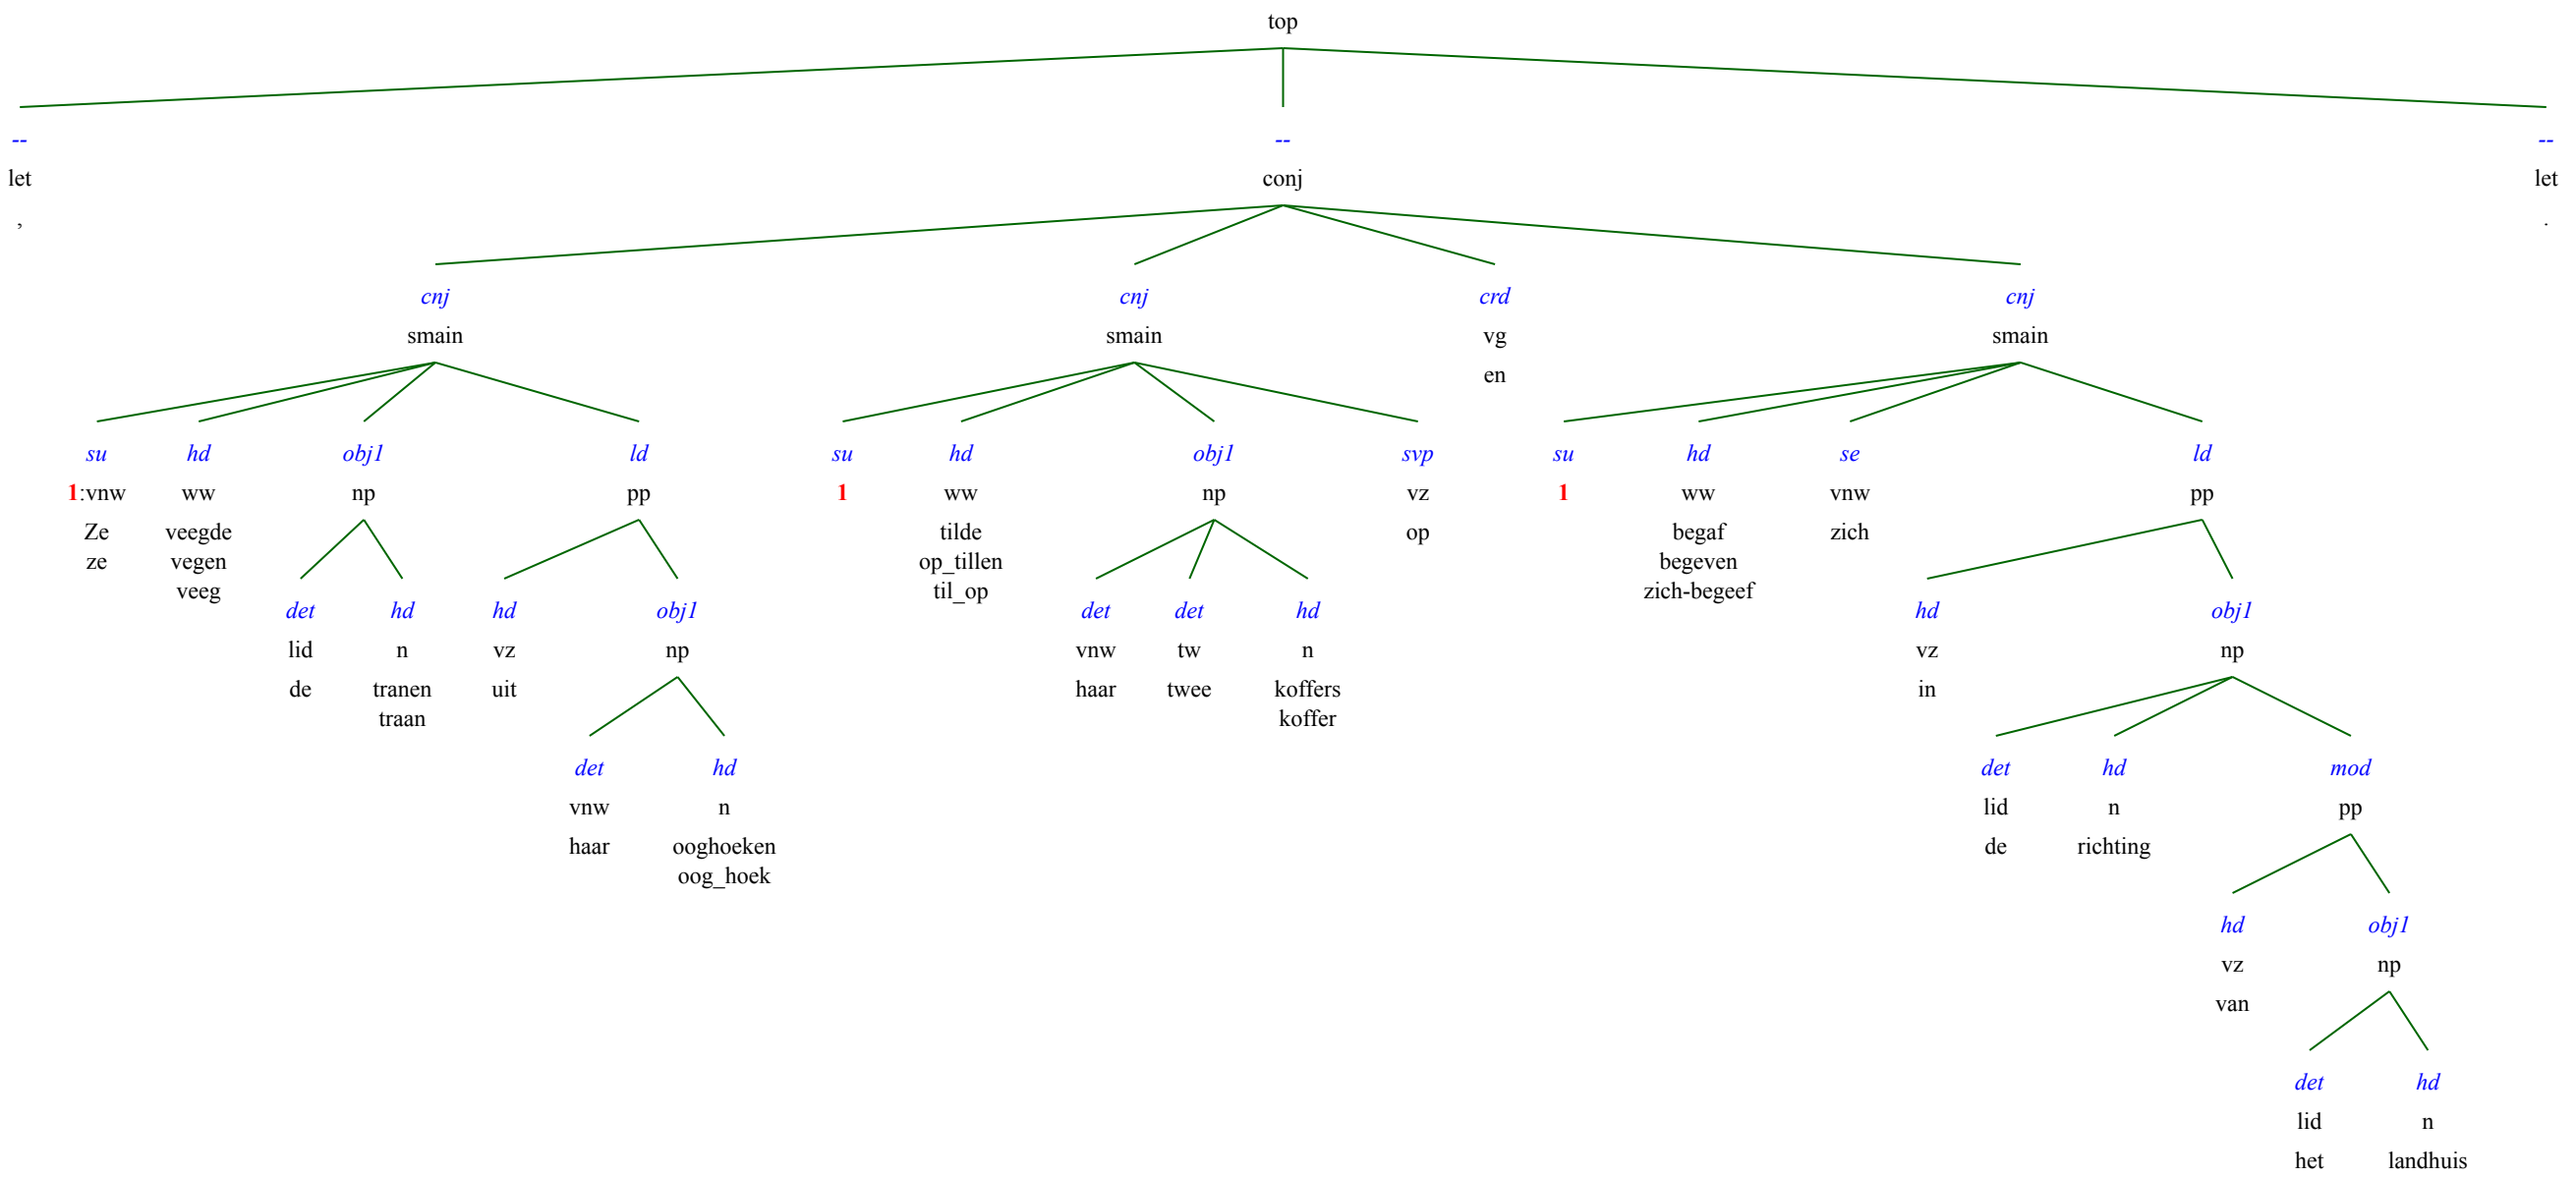 top
-- -- --
let conj let
, .
cnj cnj crd cnj
smain smain vg smain
en
su hd obj1 ld su hd obj1 svp su hd se ld
1:vnw ww np pp 1 ww np vz 1 ww vnw pp
Ze veegde tilde op begaf zich
ze vegen op_tillen begeven
veeg til_op zich-begeef
det hd hd obj1 det det hd hd obj1
lid n vz np vnw tw n vz np
de tranen uit haar twee koffers in
traan koffer
det hd det hd mod
vnw n lid n pp
haar ooghoeken de richting
oog_hoek
hd obj1
vz np
van
det hd
lid n
het landhuis